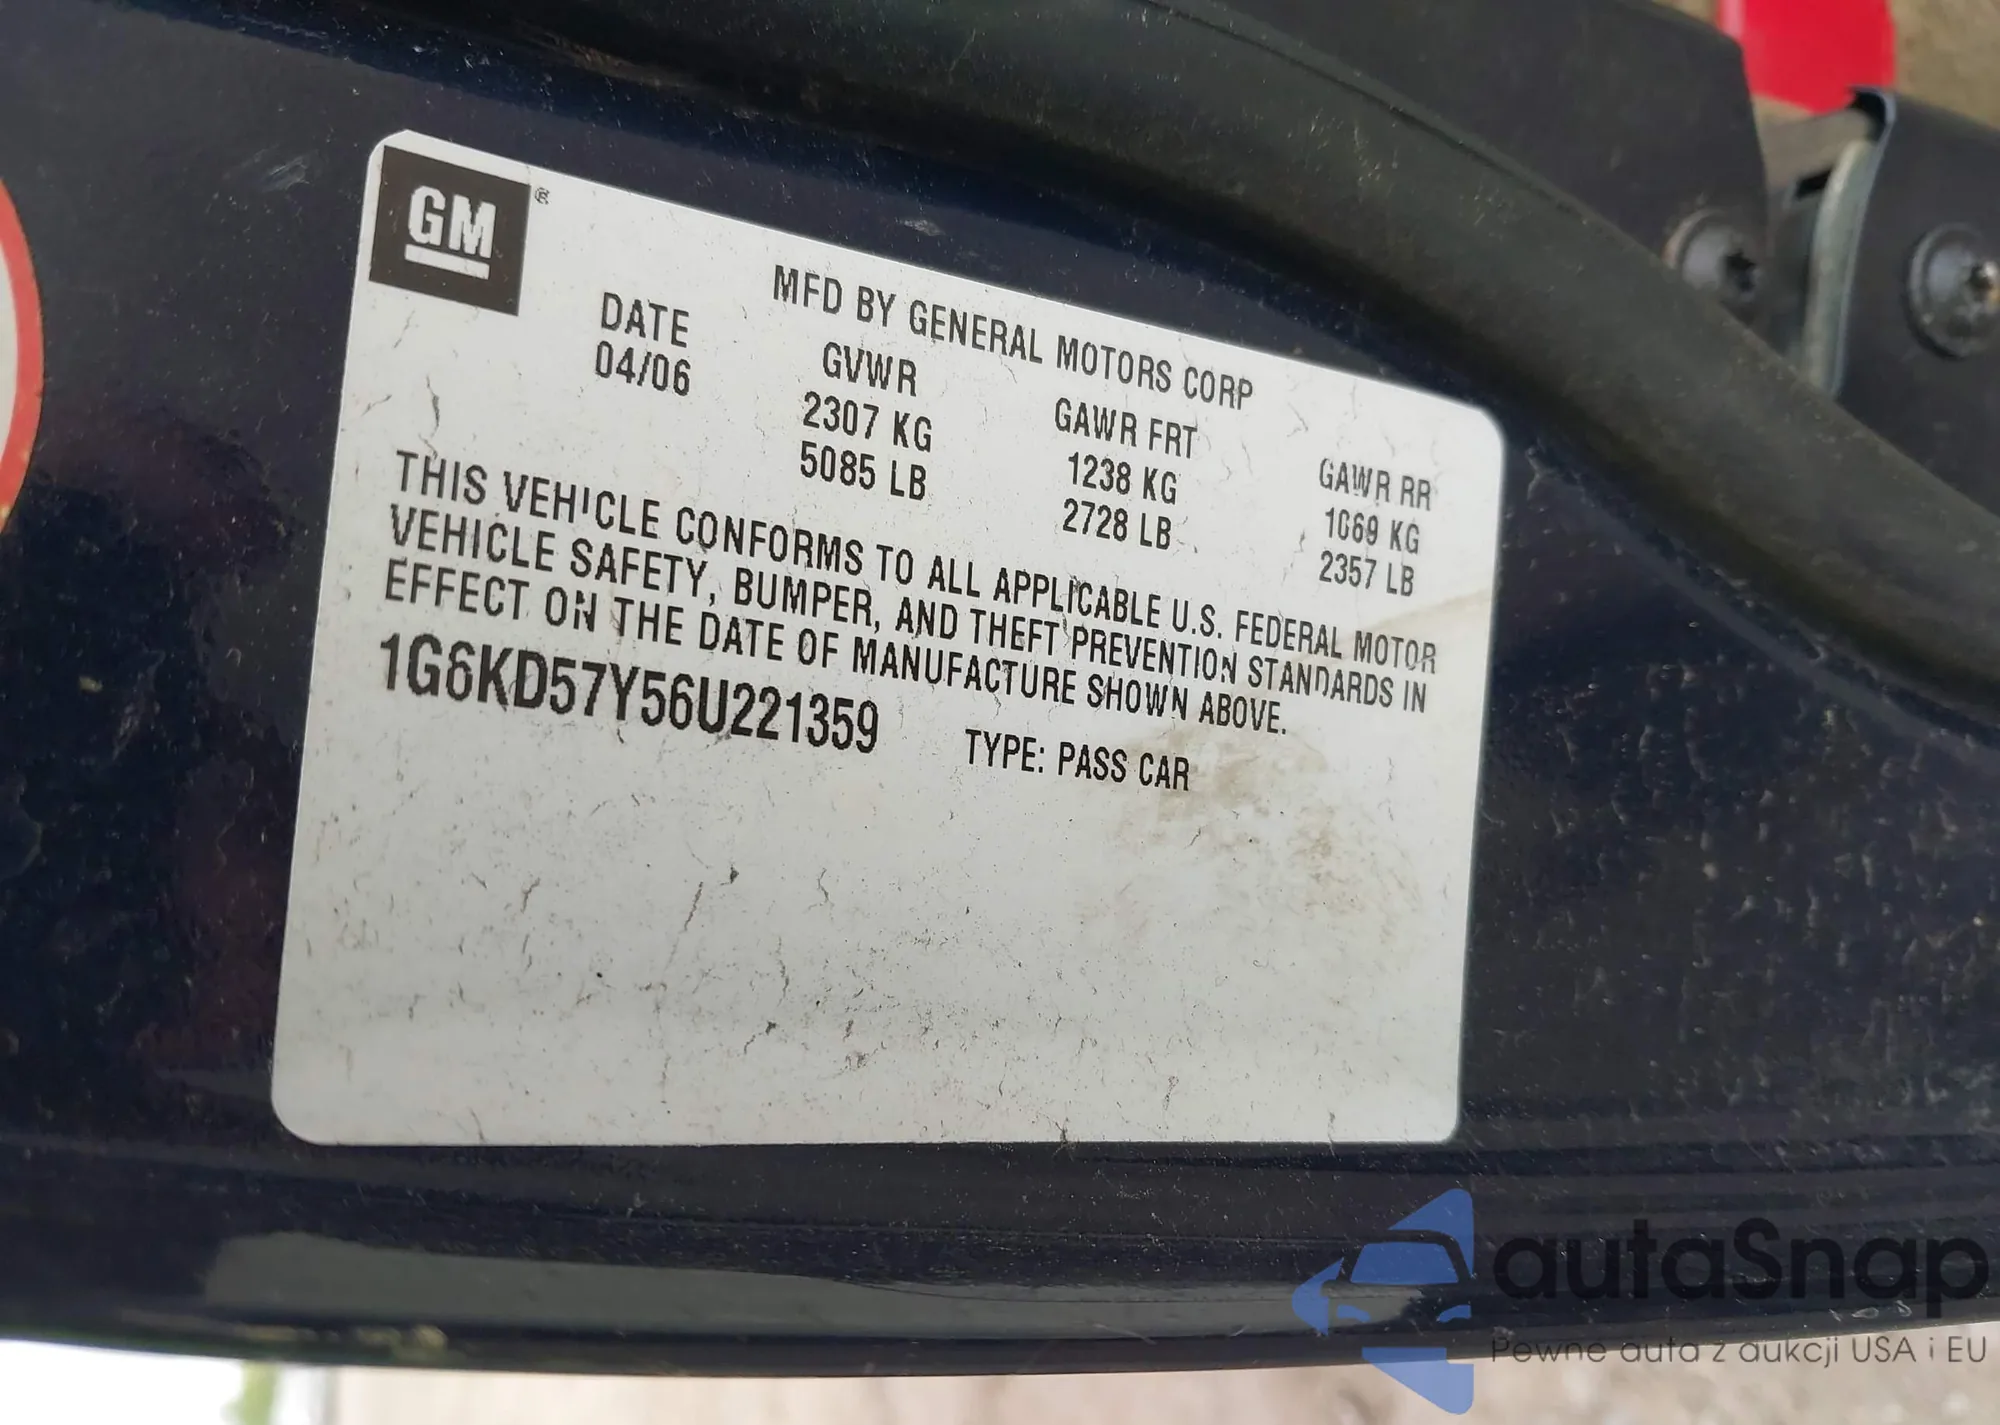 GM
MFD BY GENERAL MOTORS CORP
DATE GVWR GAWR FRT GAWR RR
04/06 2307 KG 1238 KG 1069 KG
5085 LB 2728 LB 2357 LB
THIS VEHICLE CONFORMS TO ALL APPLICABLE U.S. FEDERAL MOTOR
VEHICLE SAFETY, BUMPER, AND THEFT PREVENTION STANDARDS IN
EFFECT ON THE DATE OF MANUFACTURE SHOWN ABOVE.
1G6KD57Y56U221359 TYPE: PASS CAR
autaSnap
Pewne auta z aukcji USA i EU